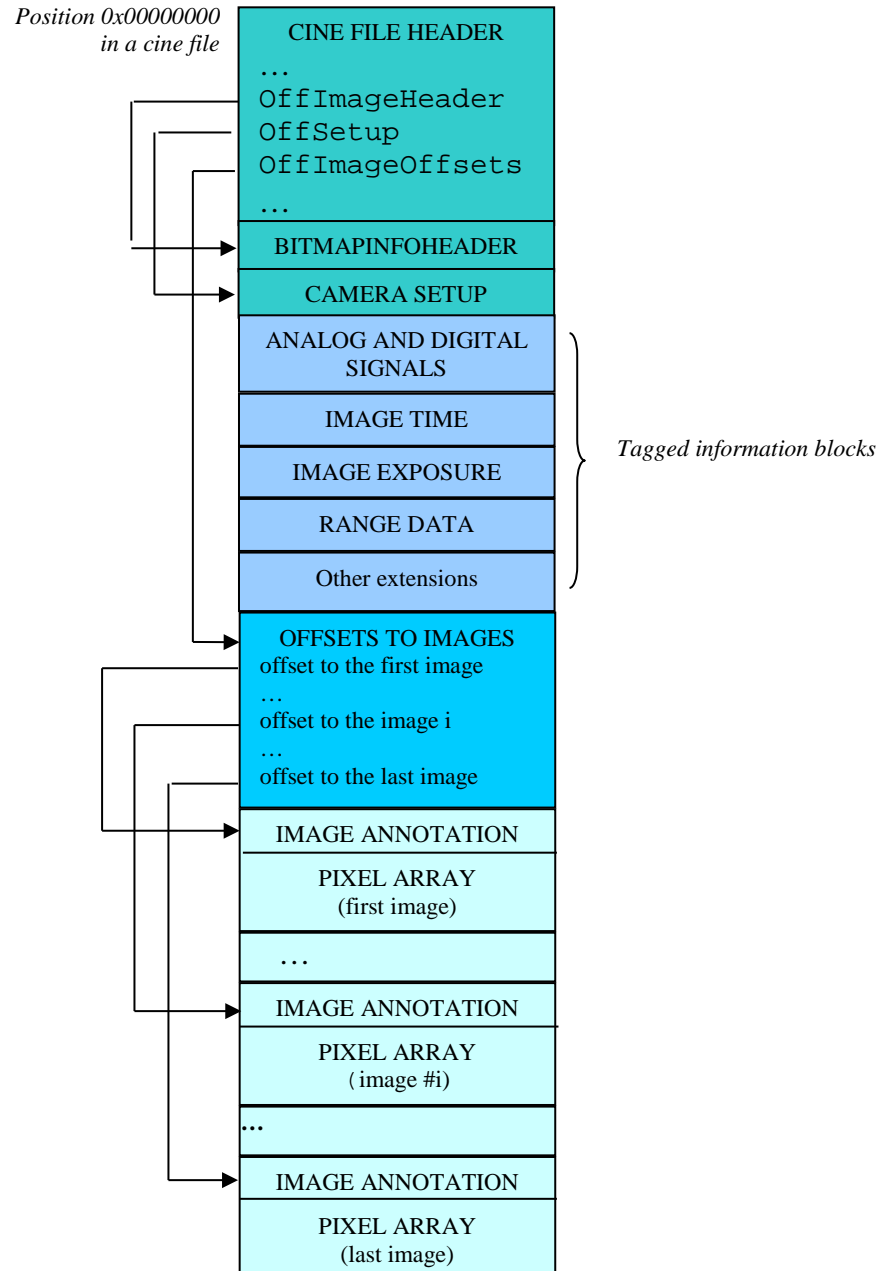 Position 0x00000000
in a cine file
CINE FILE HEADER
…
OffImageHeader
OffSetup
OffImageOffsets
…
BITMAPINFOHEADER
CAMERA SETUP
ANALOG AND DIGITAL
SIGNALS
IMAGE TIME
IMAGE EXPOSURE
RANGE DATA
Other extensions
Tagged information blocks
OFFSETS TO IMAGES
offset to the first image
…
offset to the image i
…
offset to the last image
IMAGE ANNOTATION
PIXEL ARRAY
(first image)
…
IMAGE ANNOTATION
PIXEL ARRAY
(image #i)
...
IMAGE ANNOTATION
PIXEL ARRAY
(last image)